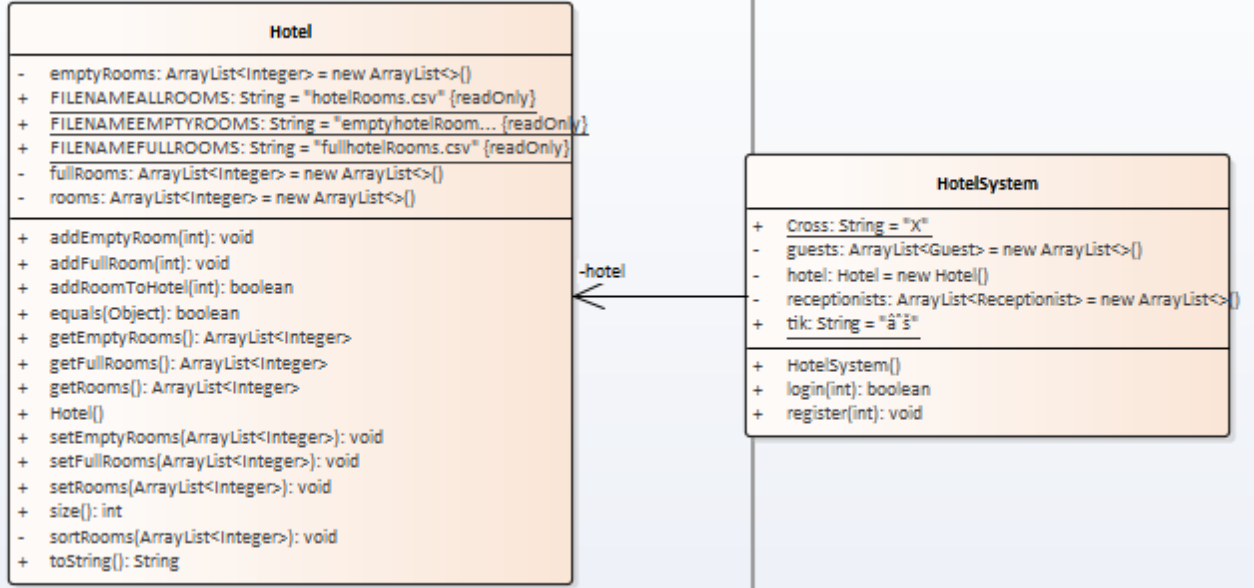 Hotel
- emptyRooms: ArrayList<Integer> = new ArrayList<>()
+ FILENAMEALLROOMS: String = "hotelRooms.csv" {readOnly}
+ FILENAMEEMPTYROOMS: String = "emptyhotelRoom... {readOnly}
+ FILENAMEFULLROOMS: String = "fullhotelRooms.csv" {readOnly}
- fullRooms: ArrayList<Integer> = new ArrayList<>()
- rooms: ArrayList<Integer> = new ArrayList<>()
+ addEmptyRoom(int): void
+ addFullRoom(int): void
+ addRoomToHotel(int): boolean
+ equals(Object): boolean
+ getEmptyRooms(): ArrayList<Integer>
+ getFullRooms(): ArrayList<Integer>
+ getRooms(): ArrayList<Integer>
+ Hotel()
+ setEmptyRooms(ArrayList<Integer>): void
+ setFullRooms(ArrayList<Integer>): void
+ setRooms(ArrayList<Integer>): void
+ size(): int
- sortRooms(ArrayList<Integer>): void
+ toString(): String
-hotel
HotelSystem
+ Cross: String = "X"
- guests: ArrayList<Guest> = new ArrayList<>()
- hotel: Hotel = new Hotel()
- receptionists: ArrayList<Receptionist> = new ArrayList<>()
+ tik: String = "âˆš"
+ HotelSystem()
+ login(int): boolean
+ register(int): void